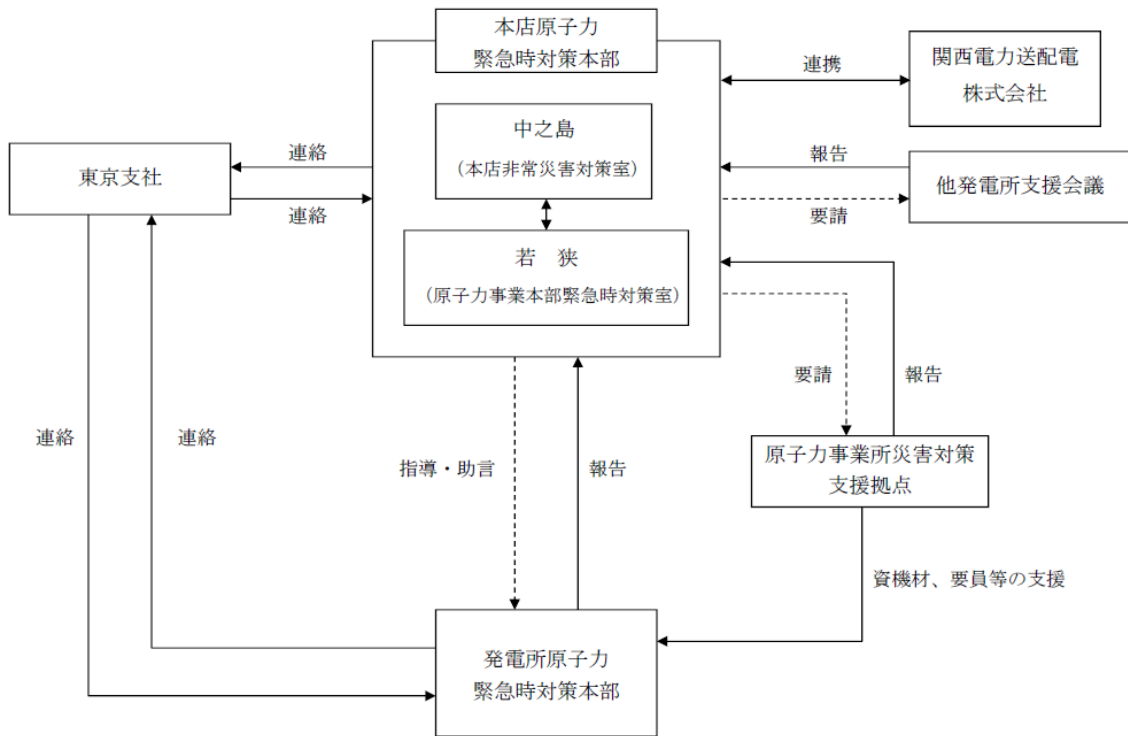 本店原子力
緊急時対策本部
中之島
（本店非常災害対策室）
若　狭
（原子力事業本部緊急時対策室）
関西電力送配電
株式会社
連携
他発電所支援会議
報告
要請
東京支社
連絡
連絡
要請
報告
原子力事業所災害対策
支援拠点
連絡
連絡
指導・助言
報告
資機材、要員等の支援
発電所原子力
緊急時対策本部